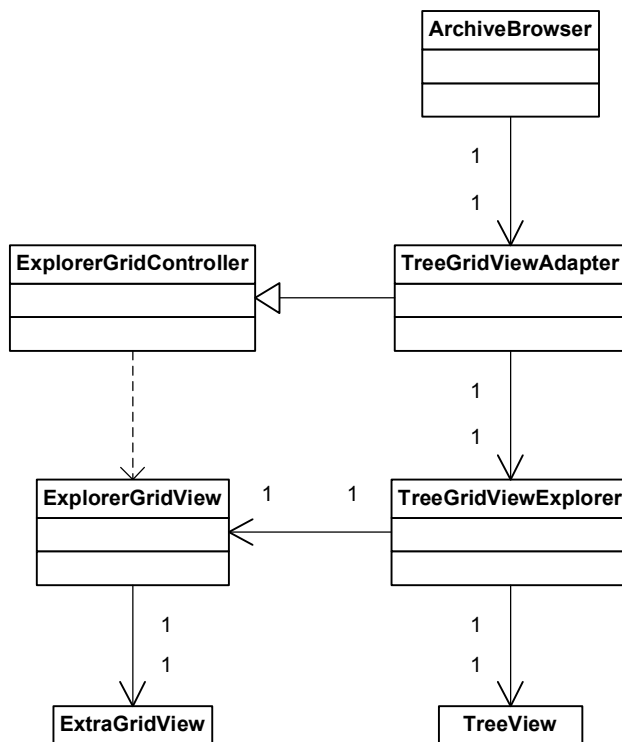 ArchiveBrowser
1
1
ExplorerGridController
TreeGridViewAdapter
1
1
ExplorerGridView
1
1
TreeGridViewExplorer
1
1
1
1
ExtraGridView
TreeView